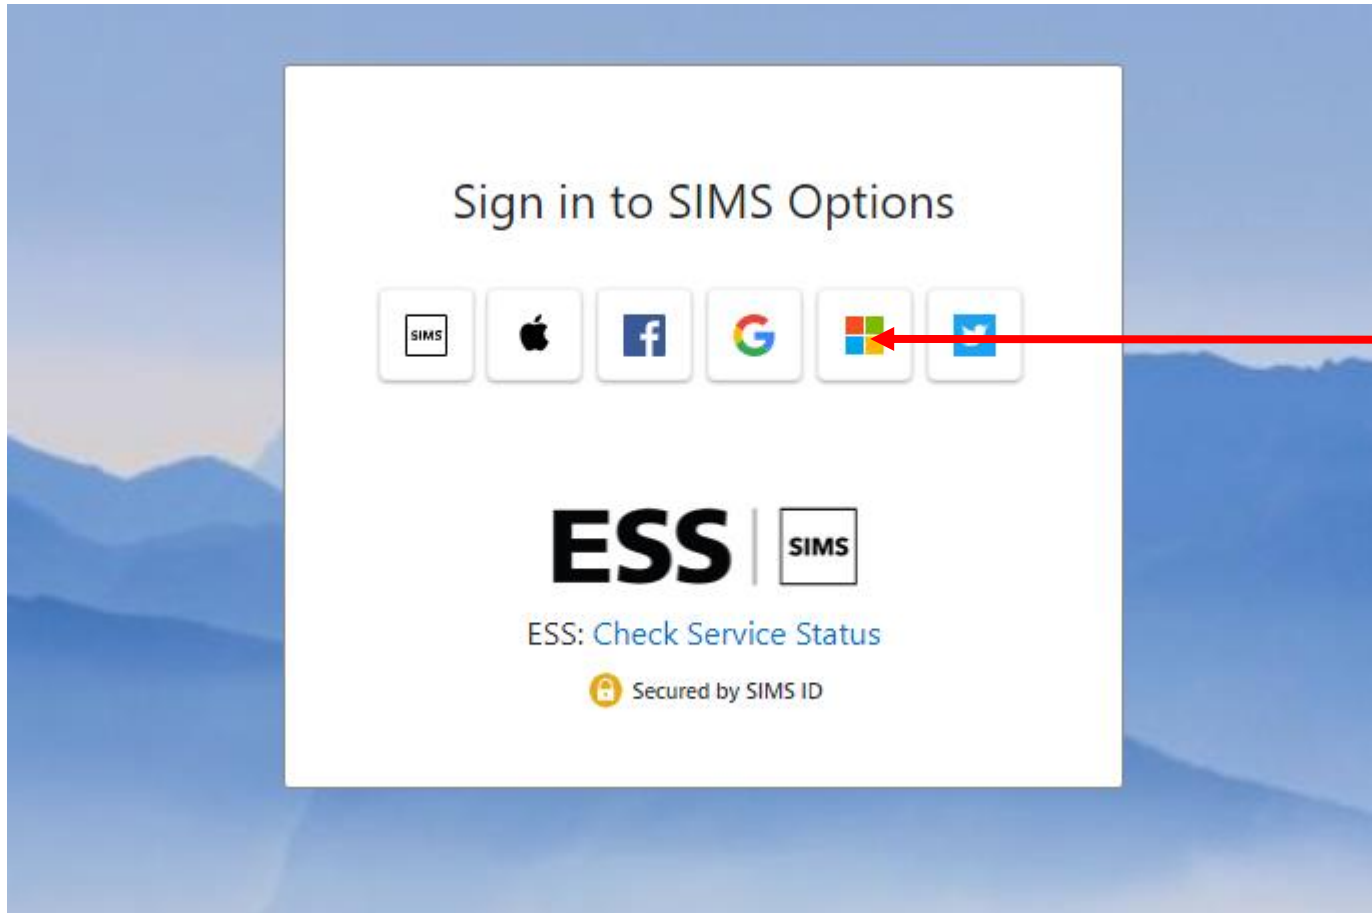 Sign in to SIMS Options
SIMS
ESS SIMS
ESS: Check Service Status
Secured by SIMS ID